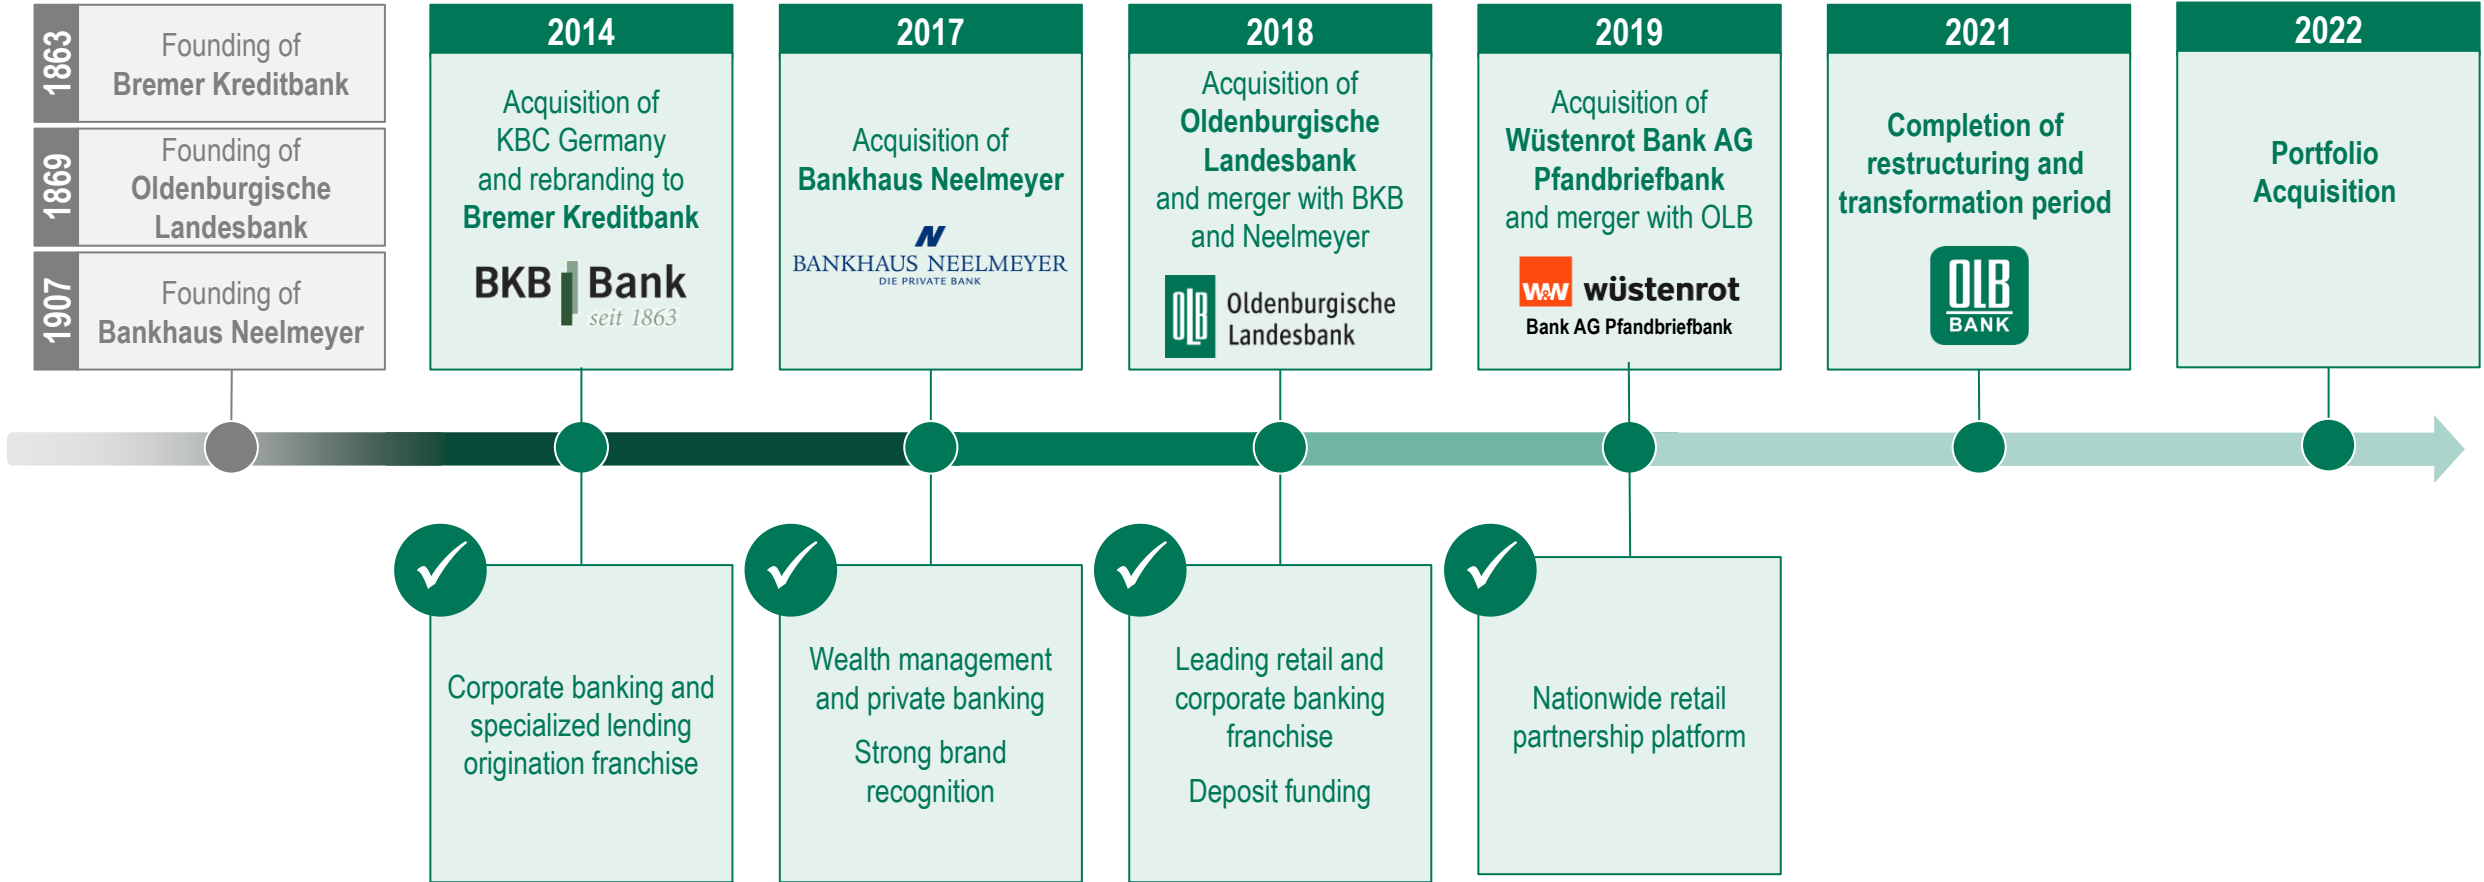 1863
Founding of
Bremer Kreditbank
1869
Founding of
Oldenburgische
Landesbank
1907
Founding of
Bankhaus Neelmeyer
2014
Acquisition of
KBC Germany
and rebranding to
Bremer Kreditbank
BKB Bank
seit 1863
2017
Acquisition of
Bankhaus Neelmeyer
N
BANKHAUS NEELMEYER
DIE PRIVATE BANK
2018
Acquisition of
Oldenburgische
Landesbank
and merger with BKB
and Neelmeyer
OLB
Oldenburgische
Landesbank
2019
Acquisition of
Wüstenrot Bank AG
Pfandbriefbank
and merger with OLB
W&W wüstenrot
Bank AG Pfandbriefbank
2021
Completion of
restructuring and
transformation period
OLB
BANK
2022
Portfolio
Acquisition
Corporate banking and
specialized lending
origination franchise
Wealth management
and private banking
Strong brand
recognition
Leading retail and
corporate banking
franchise
Deposit funding
Nationwide retail
partnership platform